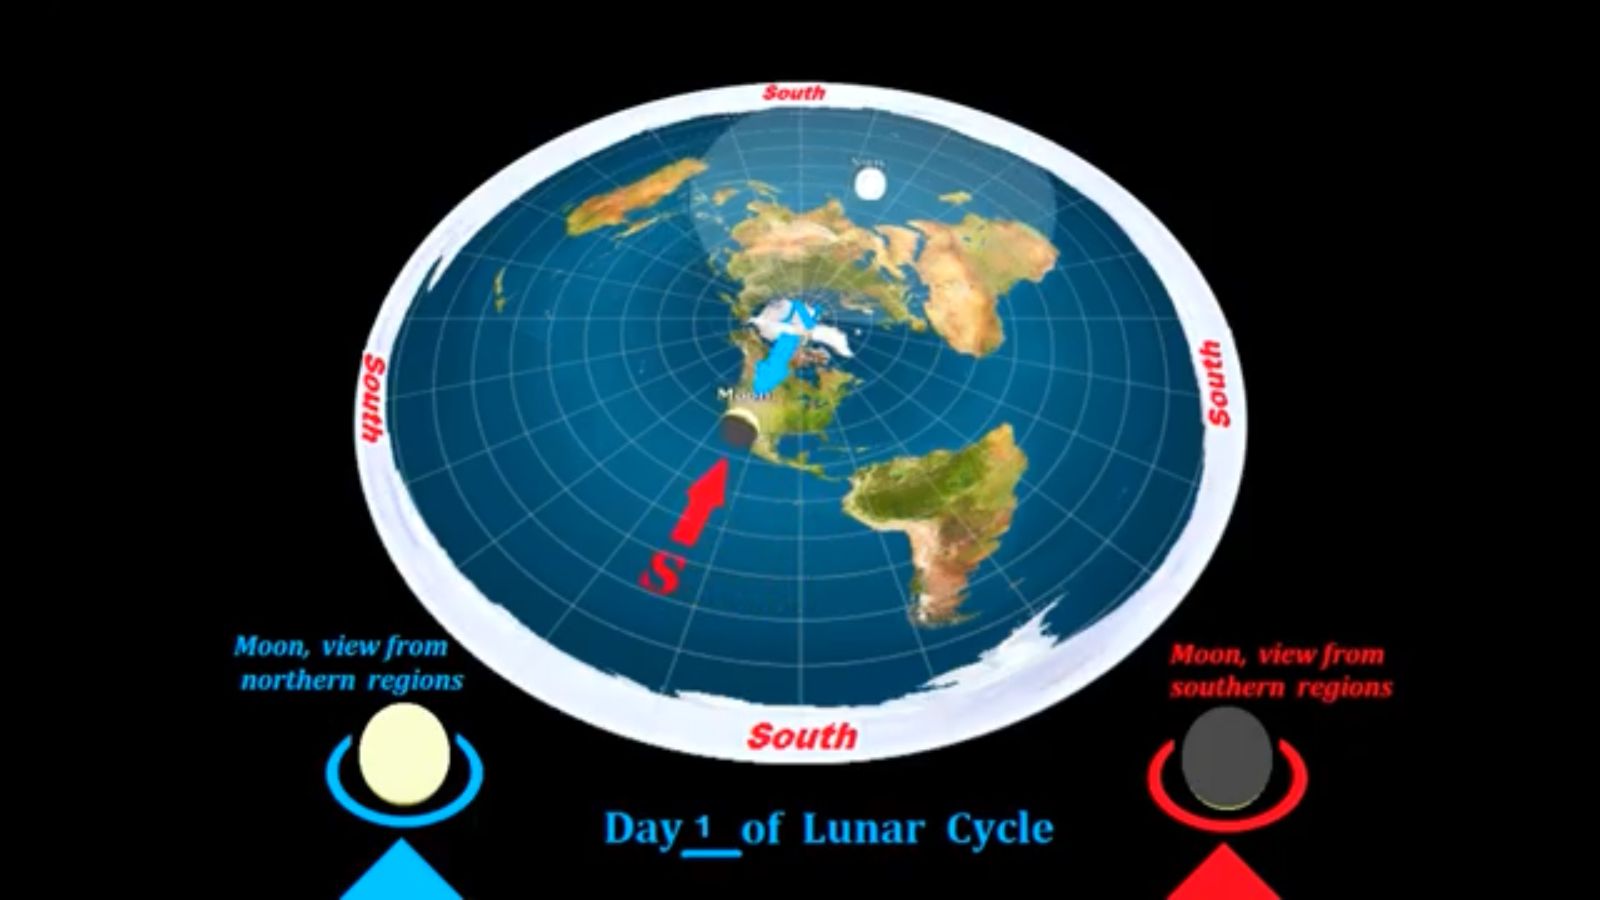 South
South
South
N
Moon
S
Moon, view from
northern regions
Moon, view from
southern regions
South
Day 1 of Lunar Cycle